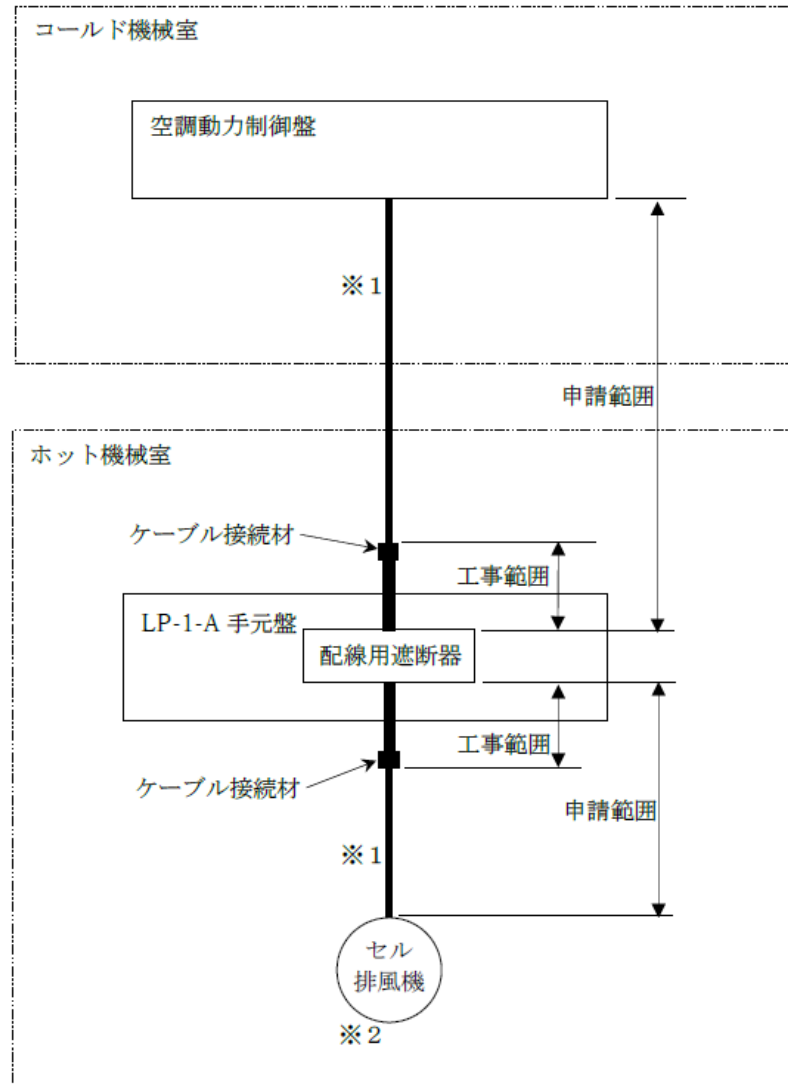 コールド機械室
空調動力制御盤
※1
申請範囲
ホット機械室
ケーブル接続材
工事範囲
LP-1-A 手元盤
配線用遮断器
工事範囲
ケーブル接続材
申請範囲
※1
セル
排風機
※2